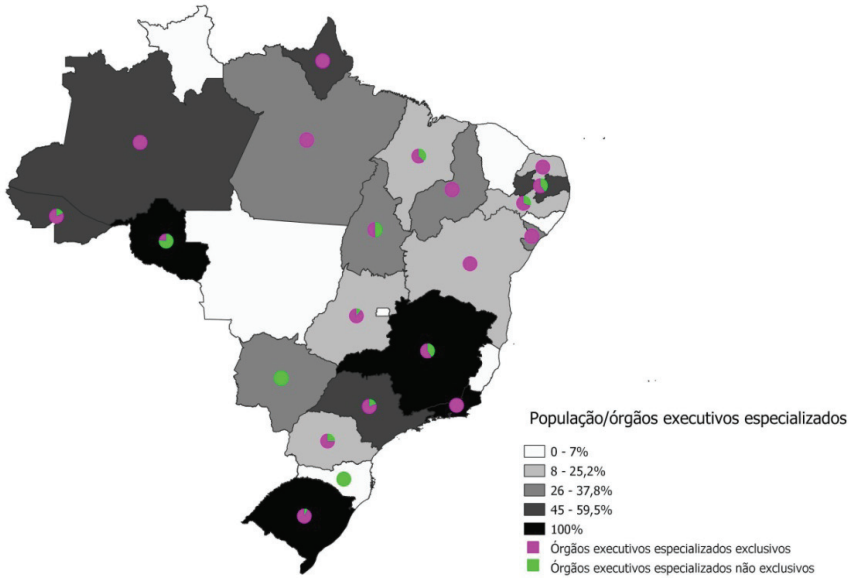 População/órgãos executivos especializados
0 - 7%
8 - 25,2%
26 - 37,8%
45 - 59,5%
100%
Órgãos executivos especializados exclusivos
Órgãos executivos especializados não exclusivos